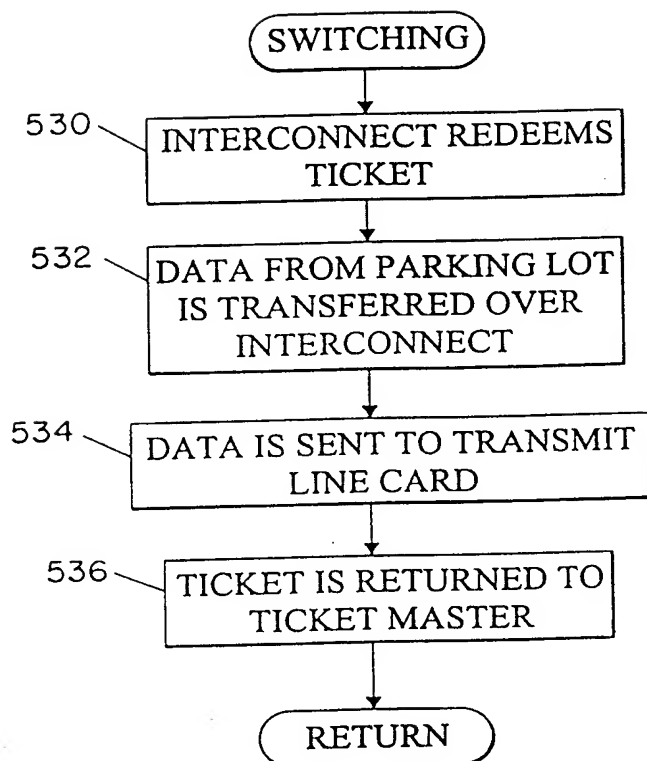 SWITCHING
530
INTERCONNECT REDEEMS
TICKET
532
DATA FROM PARKING LOT
IS TRANSFERRED OVER
INTERCONNECT
534
DATA IS SENT TO TRANSMIT
LINE CARD
536
TICKET IS RETURNED TO
TICKET MASTER
RETURN